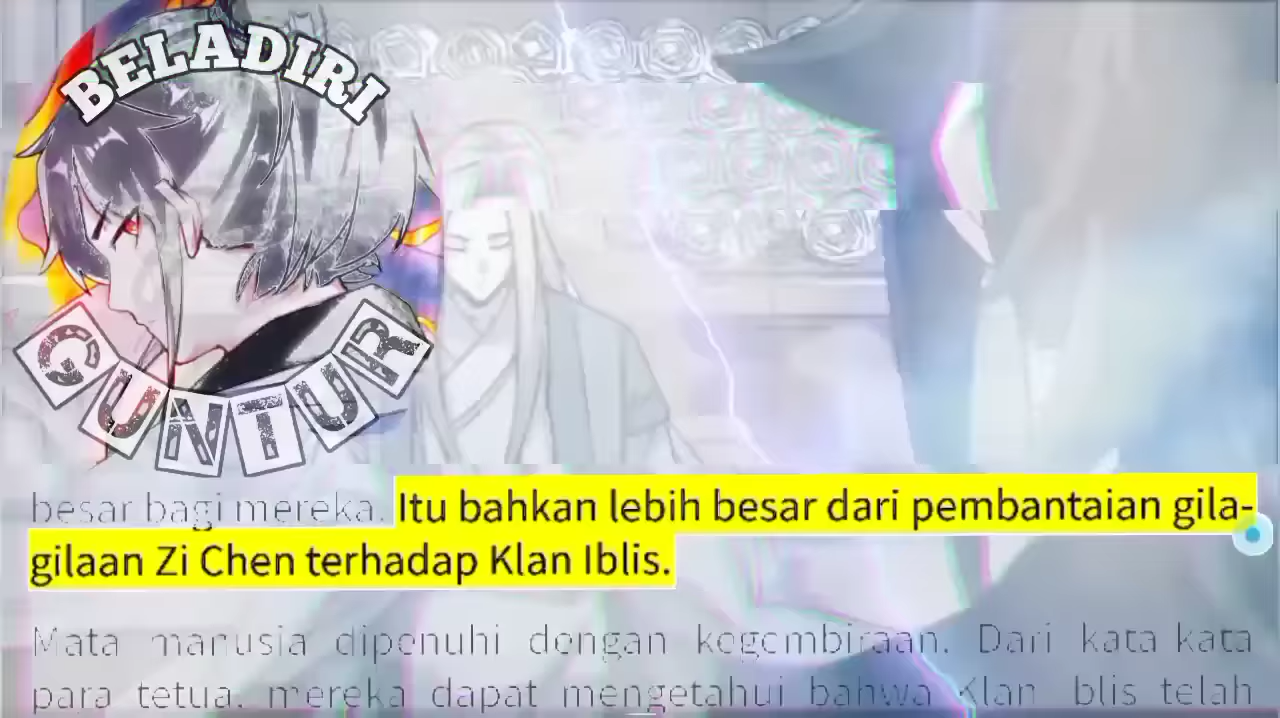 BELADIRI
GUNTUR
besar bagi mereka. Itu bahkan lebih besar dari pembantaian gila-
gilaan Zi Chen terhadap Klan Iblis.
Mata manusia dipenuhi dengan kegembiraan. Dari kata kata
para tetua, mereka dapat mengetahui bahwa Klan Iblis telah